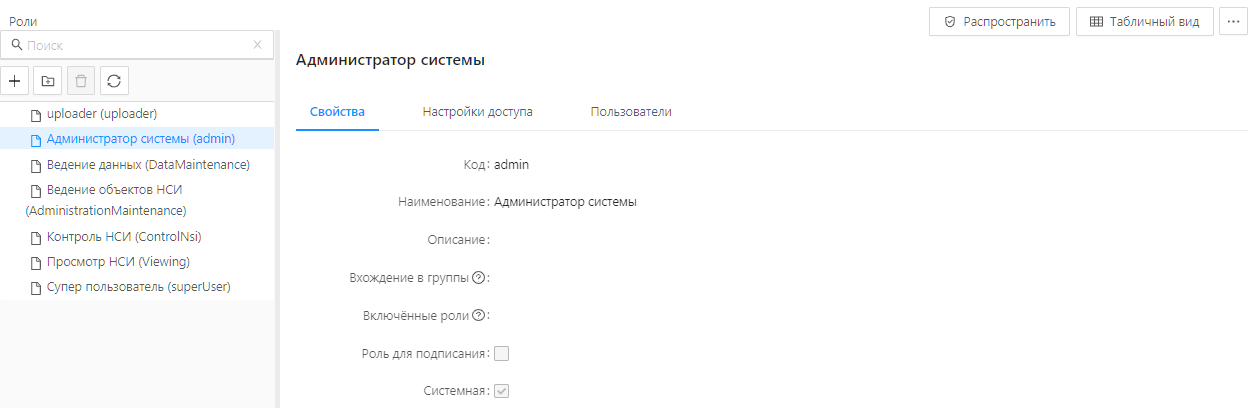 Роли
Распространить
Табличный вид
Поиск
Администратор системы
Свойства
Настройки доступа
Пользователи
uploader (uploader)
Администратор системы (admin)
Ведение данных (DataMaintenance)
Ведение объектов НСИ
(AdministrationMaintenance)
Контроль НСИ (ControlNsi)
Просмотр НСИ (Viewing)
Супер пользователь (superUser)
Код: admin
Наименование: Администратор системы
Описание:
Вхождение в группы ?:
Включённые роли ?:
Роль для подписания:
Системная: